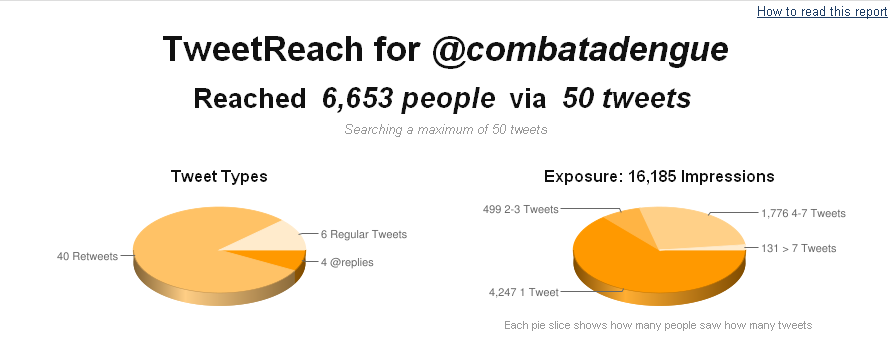 How to read this report
TweetReach for @combatadengue
Reached 6,653 people via 50 tweets
Searching a maximum of 50 tweets
Tweet Types
6 Regular Tweets
40 Retweets
4 @replies
Exposure: 16,185 Impressions
499 2-3 Tweets
1,776 4-7 Tweets
131 > 7 Tweets
4,247 1 Tweet
Each pie slice shows how many people saw how many tweets